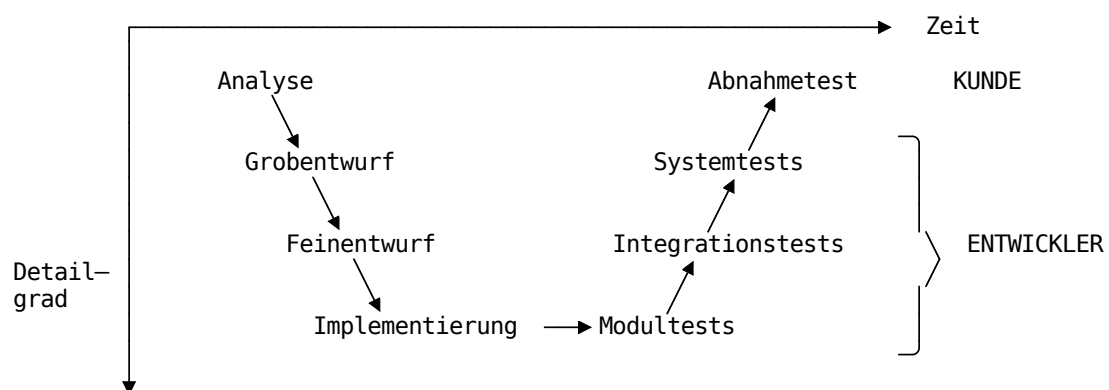 Zeit
Analyse Abnahmetest KUNDE
Grobentwurf Systemtests
Feinentwurf Integrationstests ENTWICKLER
Detail–
grad
Implementierung Modultests